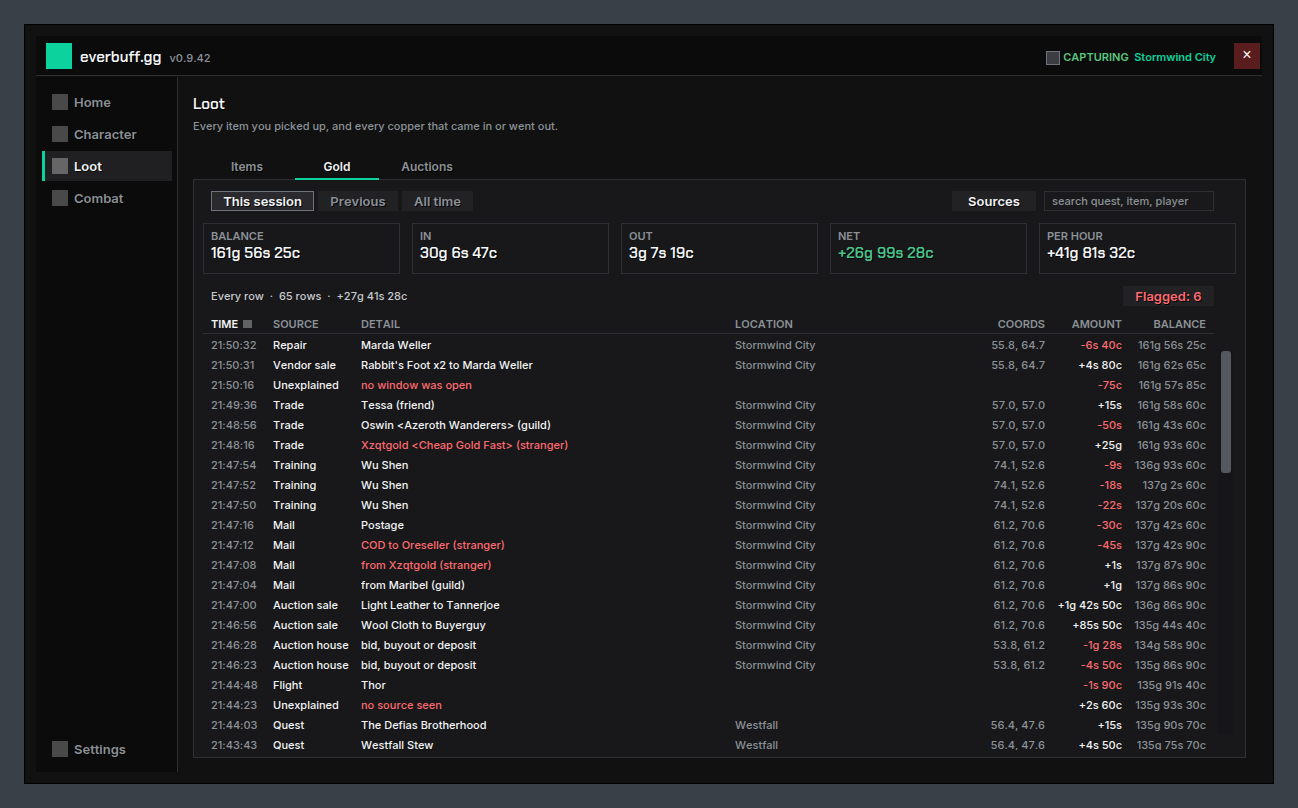 everbuff.gg v0.9.42
CAPTURING Stormwind City ×
Home
Character
Loot
Combat
Settings
Loot
Every item you picked up, and every copper that came in or went out.
Items Gold Auctions
This session Previous All time Sources search quest, item, player
BALANCE IN OUT NET PER HOUR
161g 56s 25c 30g 6s 47c 3g 7s 19c +26g 99s 28c +41g 81s 32c
Every row · 65 rows · +27g 41s 28c Flagged: 6
TIME SOURCE DETAIL LOCATION COORDS AMOUNT BALANCE
21:50:32 Repair Marda Weller Stormwind City 55.8, 64.7 -6s 40c 161g 56s 25c
21:50:31 Vendor sale Rabbit's Foot x2 to Marda Weller Stormwind City 55.8, 64.7 +4s 80c 161g 62s 65c
21:50:16 Unexplained no window was open -75c 161g 57s 85c
21:49:36 Trade Tessa (friend) Stormwind City 57.0, 57.0 +15s 161g 58s 60c
21:48:56 Trade Oswin <Azeroth Wanderers> (guild) Stormwind City 57.0, 57.0 -50s 161g 43s 60c
21:48:16 Trade Xzqtgold <Cheap Gold Fast> (stranger) Stormwind City 57.0, 57.0 +25g 161g 93s 60c
21:47:54 Training Wu Shen Stormwind City 74.1, 52.6 -9s 136g 93s 60c
21:47:52 Training Wu Shen Stormwind City 74.1, 52.6 -18s 137g 2s 60c
21:47:50 Training Wu Shen Stormwind City 74.1, 52.6 -22s 137g 20s 60c
21:47:16 Mail Postage Stormwind City 61.2, 70.6 -30c 137g 42s 60c
21:47:12 Mail COD to Oreseller (stranger) Stormwind City 61.2, 70.6 -45s 137g 42s 90c
21:47:08 Mail from Xzqtgold (stranger) Stormwind City 61.2, 70.6 +1s 137g 87s 90c
21:47:04 Mail from Maribel (guild) Stormwind City 61.2, 70.6 +1g 137g 86s 90c
21:47:00 Auction sale Light Leather to Tannerjoe Stormwind City 61.2, 70.6 +1g 42s 50c 136g 86s 90c
21:46:56 Auction sale Wool Cloth to Buyerguy Stormwind City 61.2, 70.6 +85s 50c 135g 44s 40c
21:46:28 Auction house bid, buyout or deposit Stormwind City 53.8, 61.2 -1g 28s 134g 58s 90c
21:46:23 Auction house bid, buyout or deposit Stormwind City 53.8, 61.2 -4s 50c 135g 86s 90c
21:44:48 Flight Thor -1s 90c 135g 91s 40c
21:44:23 Unexplained no source seen +2s 60c 135g 93s 30c
21:44:03 Quest The Defias Brotherhood Westfall 56.4, 47.6 +15s 135g 90s 70c
21:43:43 Quest Westfall Stew Westfall 56.4, 47.6 +4s 50c 135g 75s 70c